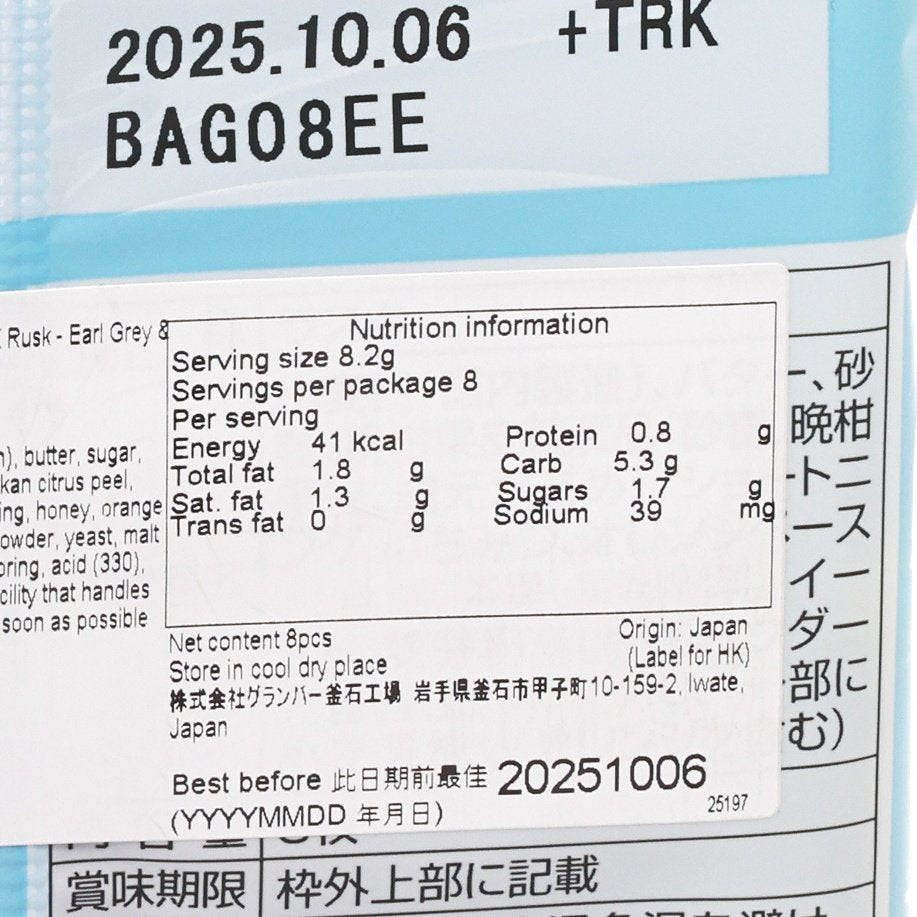 2025.10.06 +TRK
BAG08EE
Rusk - Earl Grey &
Nutrition information
Serving size 8.2g
Servings per package 8
Per serving
Energy 41 kcal Protein 0.8 g
Total fat 1.8 g Carb 5.3 g
Sat. fat 1.3 g Sugars 1.7 g
Trans fat 0 g Sodium 39 mg
), butter, sugar,
kan citrus peel,
ing, honey, orange
owder, yeast, malt
oring, acid (330),
cility that handles
soon as possible
Net content 8pcs
Origin: Japan
Store in cool dry place
(Label for HK)
株式会社グランバー釜石工場 岩手県釜石市甲子町10-159-2, Iwate,
Japan
Best before 此日期前最佳 20251006
(YYYYMMDD 年月日)
25197
ー、砂
晩柑
トニ
ース
イー
ダー
部に
む)
賞味期限 枠外上部に記載